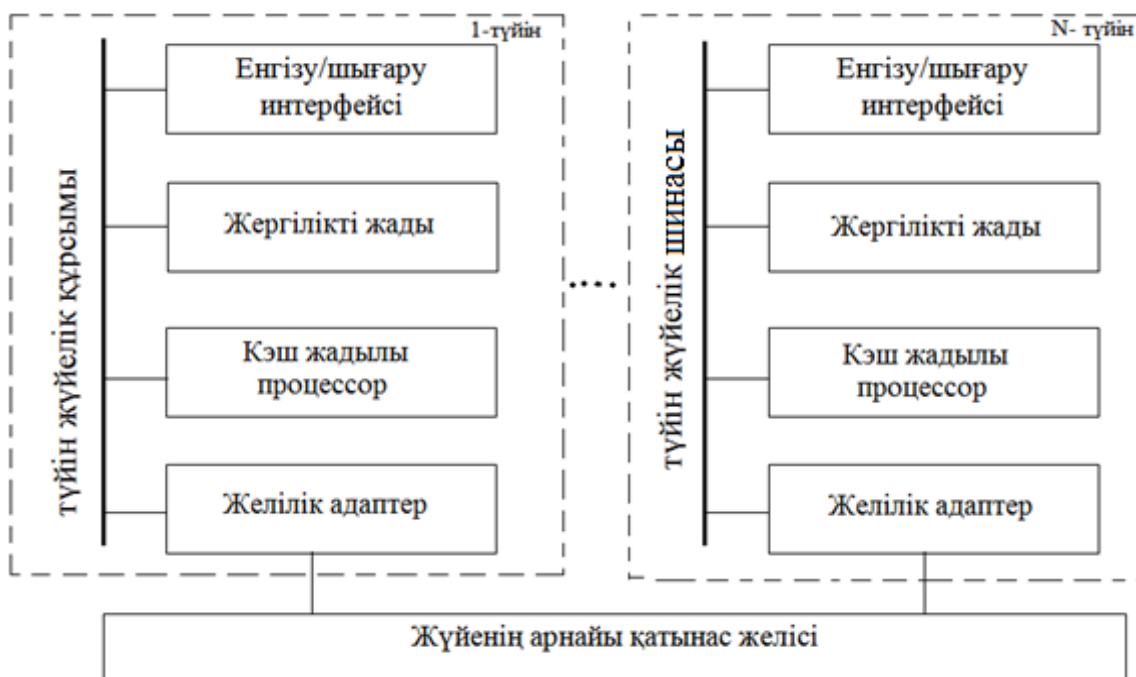 1-түйін
Енгізу/шығару
интерфейсі
Жергілікті жады
Кэш жадылы
процессор
Желілік адаптер
түйін жүйелік құрсымы
....
N- түйін
Енгізу/шығару
интерфейсі
Жергілікті жады
Кэш жадылы
процессор
Желілік адаптер
түйін жүйелік шинасы
Жүйенің арнайы қатынас желісі